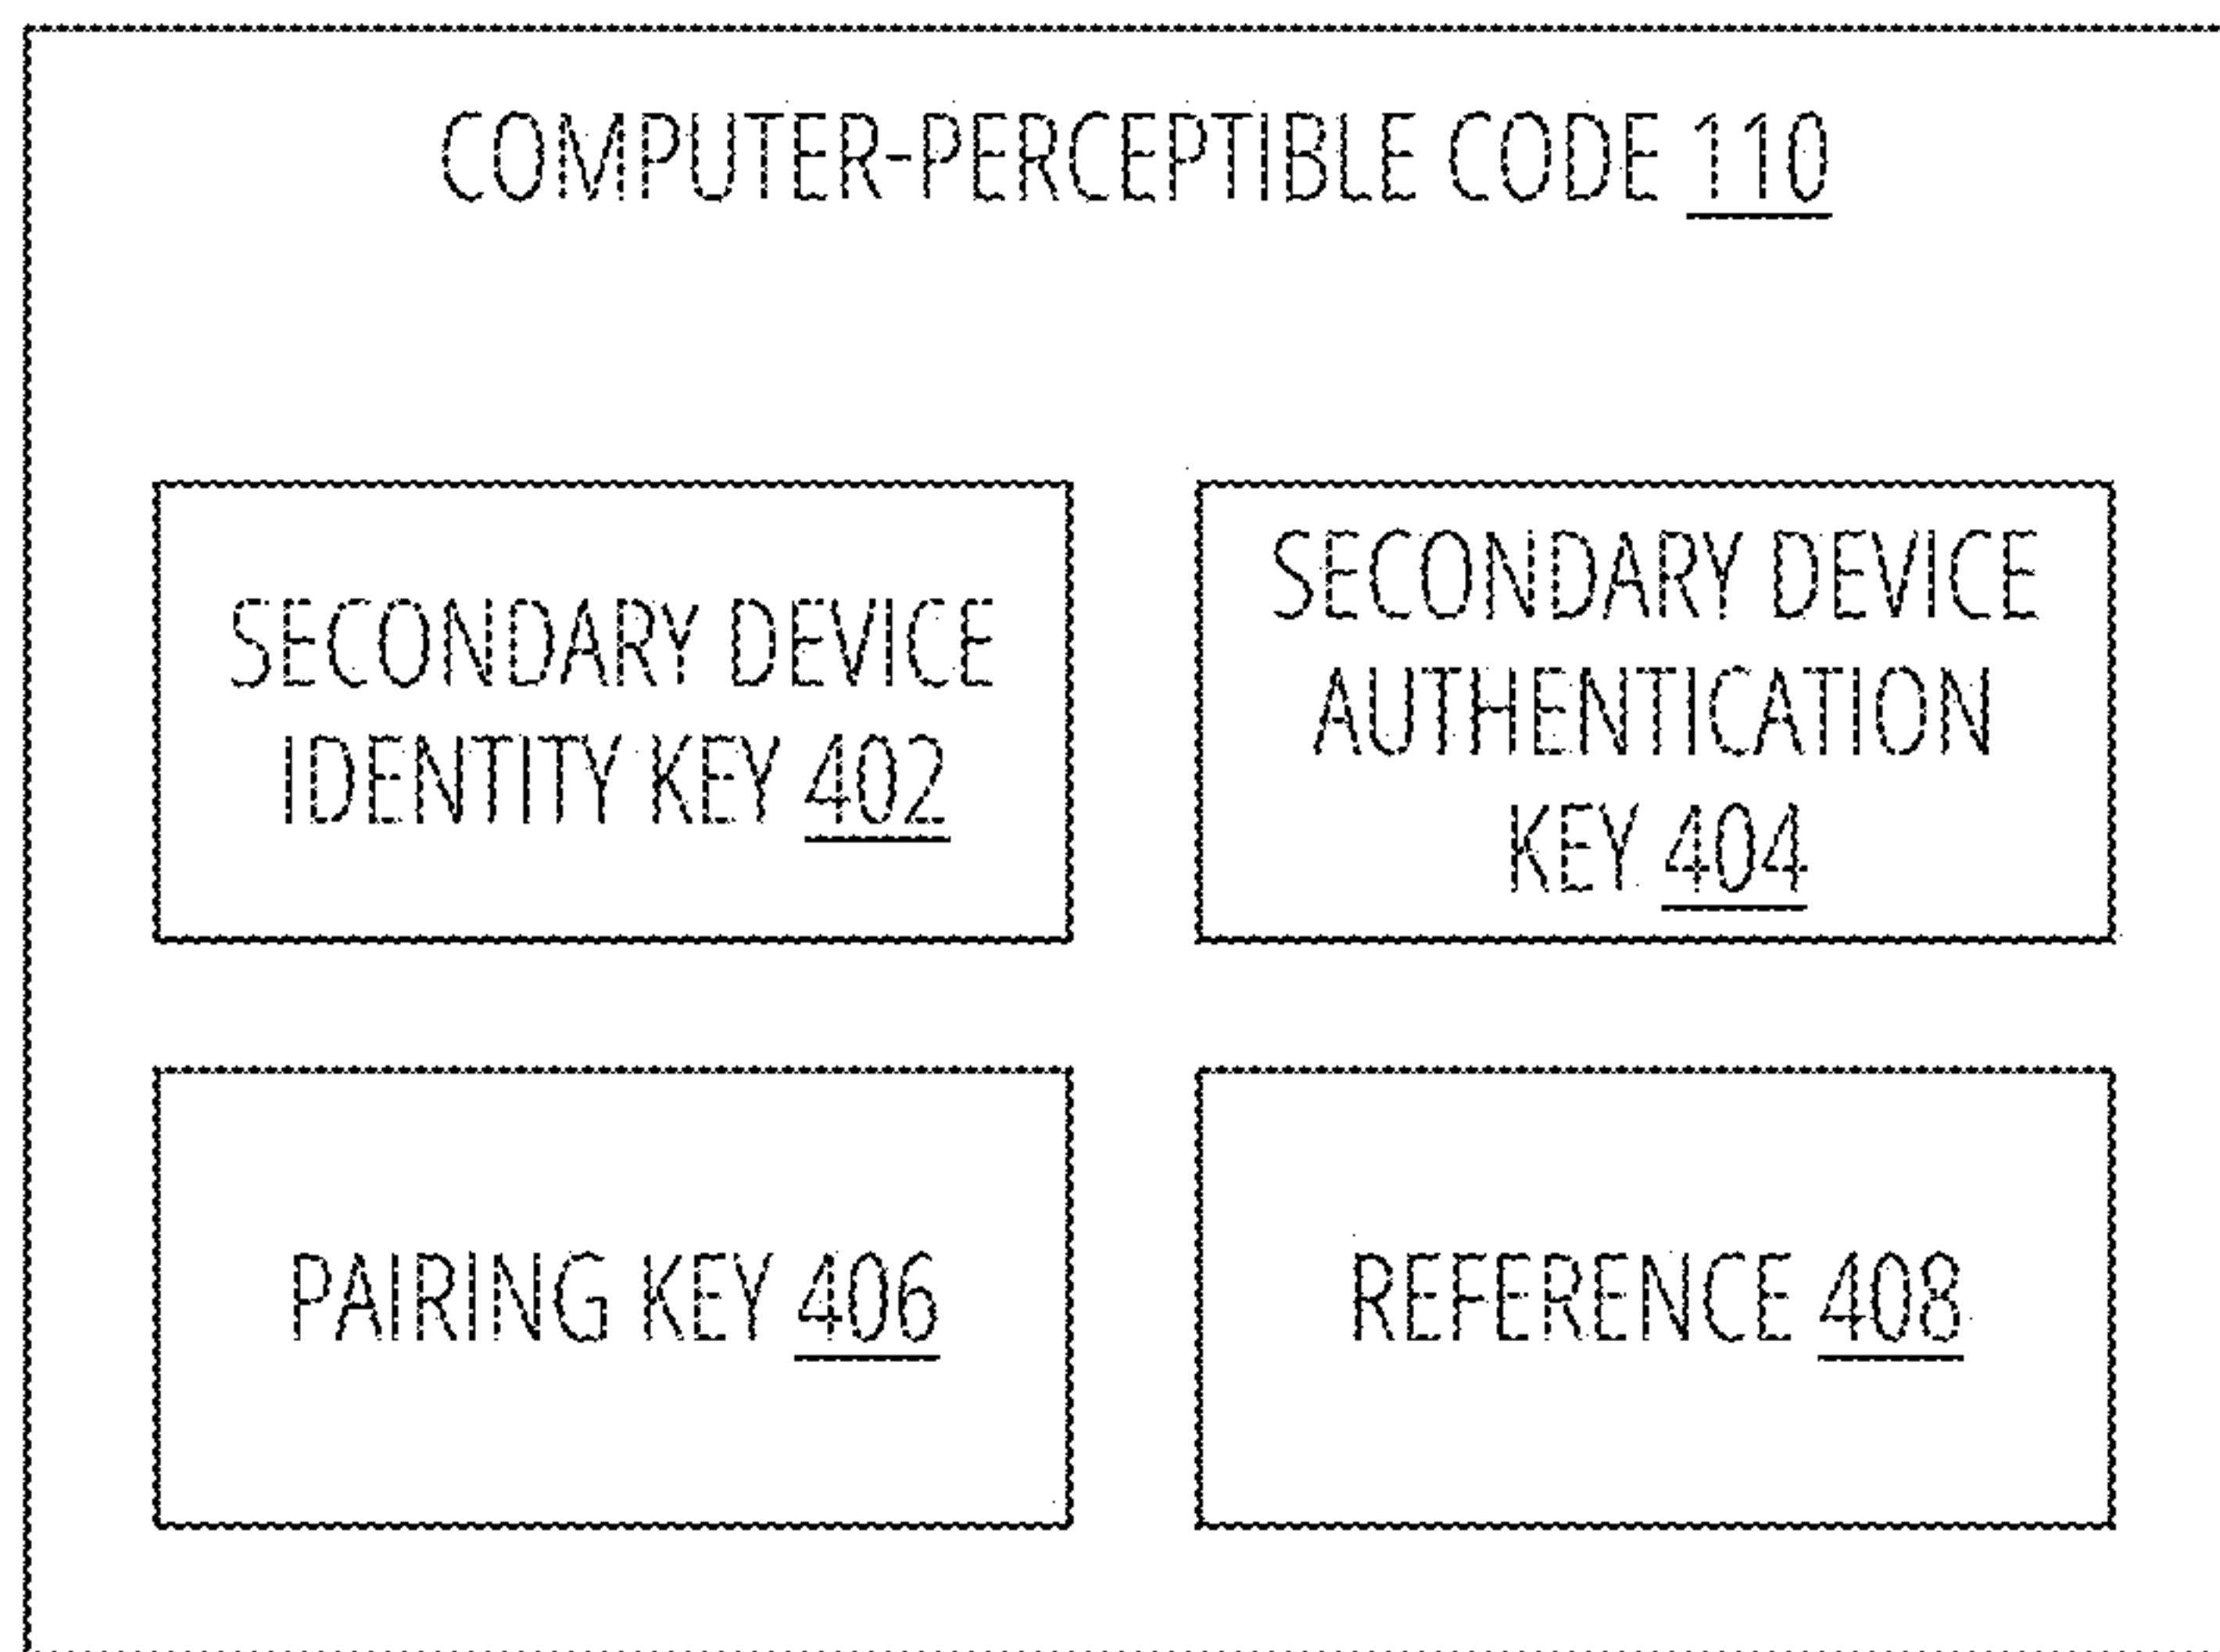 COMPUTER-PERCEPTIBLE CODE 110
SECONDARY DEVICE
IDENTITY KEY 402
SECONDARY DEVICE
AUTHENTICATION
KEY 404
PAIRING KEY 406
REFERENCE 408